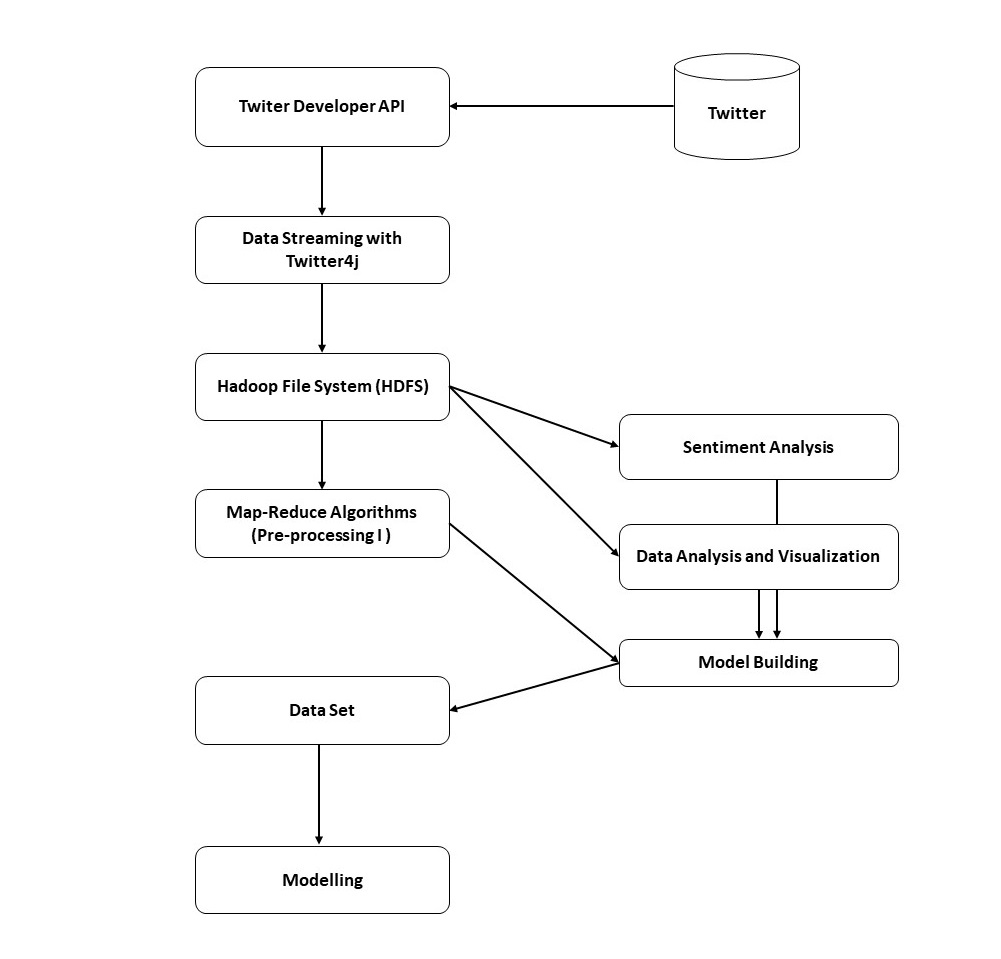 Twiter Developer API
Twitter
Data Streaming with
Twitter4j
Hadoop File System (HDFS)
Sentiment Analysis
Map-Reduce Algorithms
(Pre-processing I )
Data Analysis and Visualization
Model Building
Data Set
Modelling